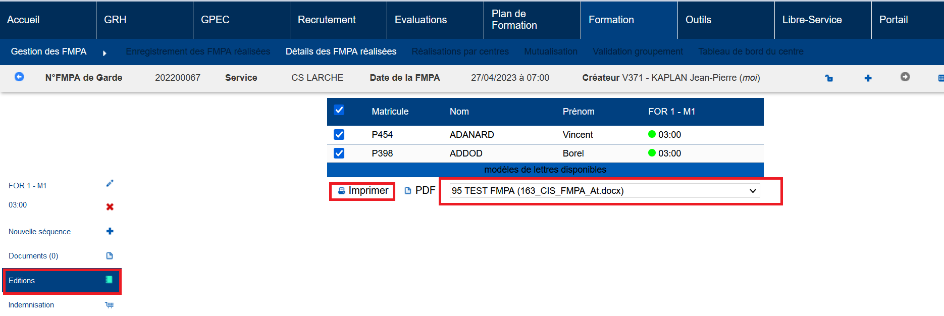 Accueil GRH GPEC Recrutement Evaluations Plan de Formation Formation Outils Libre-Service Portail
Gestion des FMPA Enregistrement des FMPA réalisées Détails des FMPA réalisées Réalisations par centres Mutualisation Validation groupement Tableau de bord du centre
N°FMPA de Garde 202200067 Service CS LARCHE Date de la FMPA 27/04/2023 à 07:00 Créateur V371 - KAPLAN Jean-Pierre (moi)
Matricule Nom Prénom FOR 1 - M1
P454 ADANARD Vincent 03:00
P398 ADDOD Borel 03:00
modèles de lettres disponibles
Imprimer PDF 95 TEST FMPA (163_CIS_FMPA_At.docx)
FOR 1 - M1
03:00
Nouvelle séquence
Documents (0)
Editions
Indemnisation